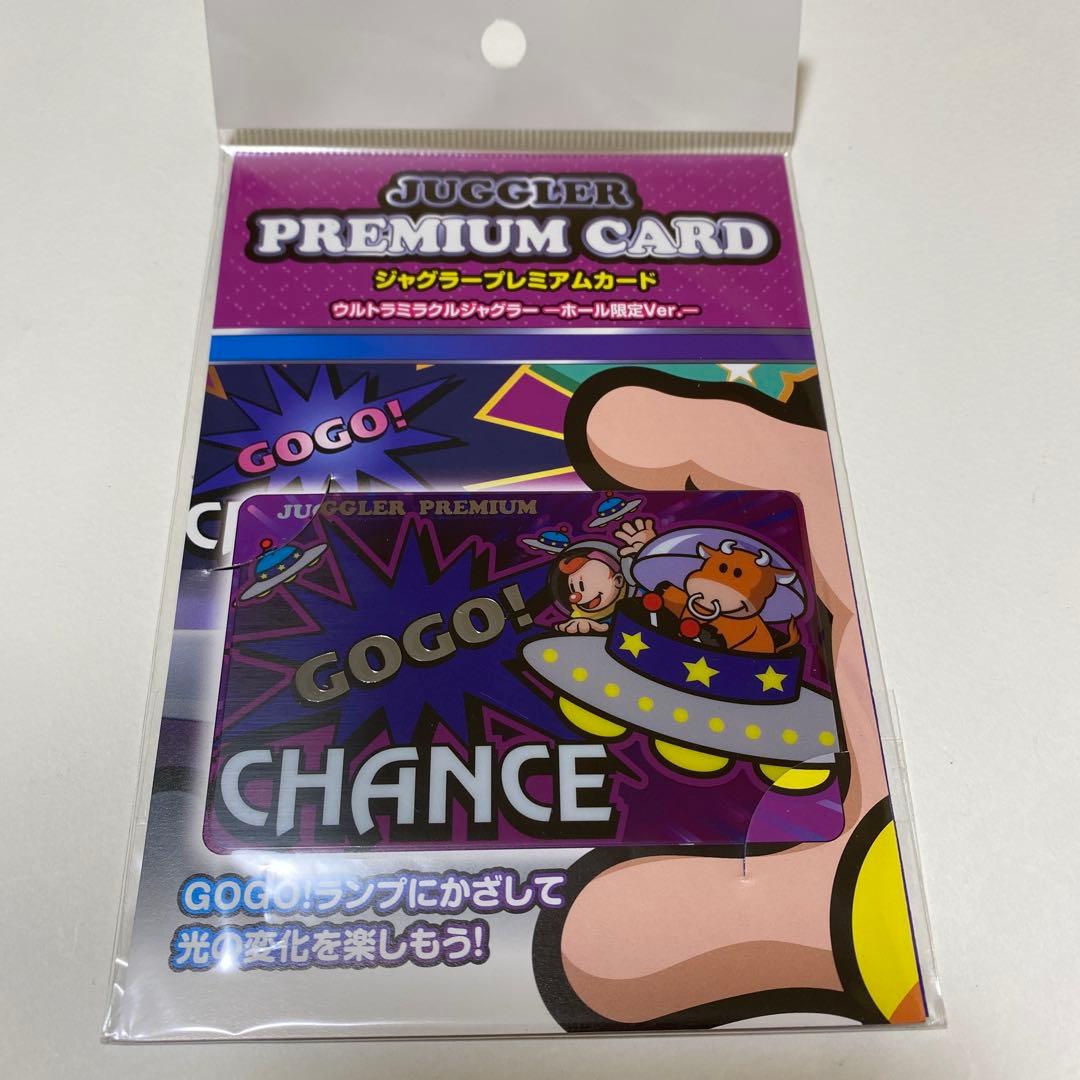 JUGGLER
PREMIUM CARD
ジャグラープレミアムカード
ウルトラミラクルジャグラー ーホール限定Ver.ー
GOGO!
C
JUGGLER PREMIUM
GOGO!
CHANCE
GOGO!ランプにかざして
光の変化を楽しもう!